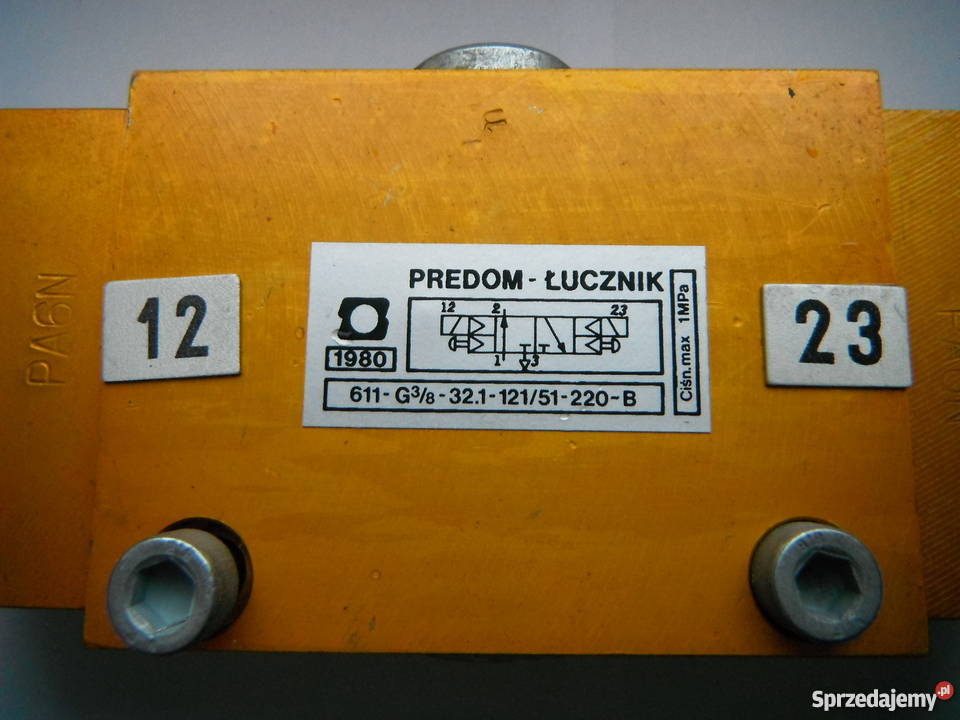 PA6N
12
23
PREDOM - ŁUCZNIK
12 2 23
1 3
1980
611 - G3/8 - 32.1 - 121/51 - 220 - B
Ciśn.max 1MPa
Sprzedajemy.pl